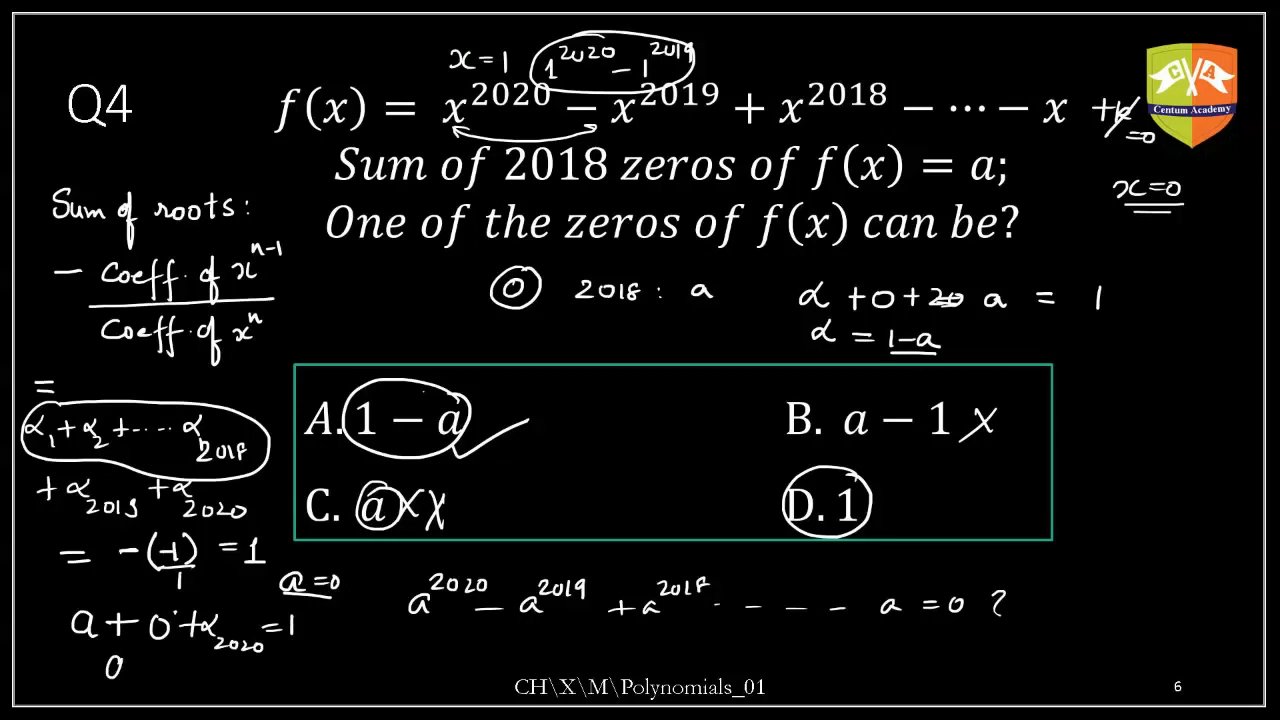 x=1 1^2020 − 1^2019
Q4
f(x) = x^2020 − x^2019 + x^2018 − ⋯ − x +
=0
C A
Centum Academy
Sum of 2018 zeros of f(x) = a;
x=0
One of the zeros of f(x) can be?
Sum of roots:
− Coeff. of x^n-1
Coeff. of x^n
0 2018 : a
α + 0 + 20 a = 1
α = 1-a
=
α1 + α2 + ---- α2018
+ α2019 + α2020
= -(-1)/1 = 1
a + 0 + α2020 = 1
0
A. 1 − a
B. a − 1 x
C. a x x
D. 1
a=0
a^2020 − a^2019 + a^2018 - - - - - a = 0 ?
CH\X\M\Polynomials_01
6